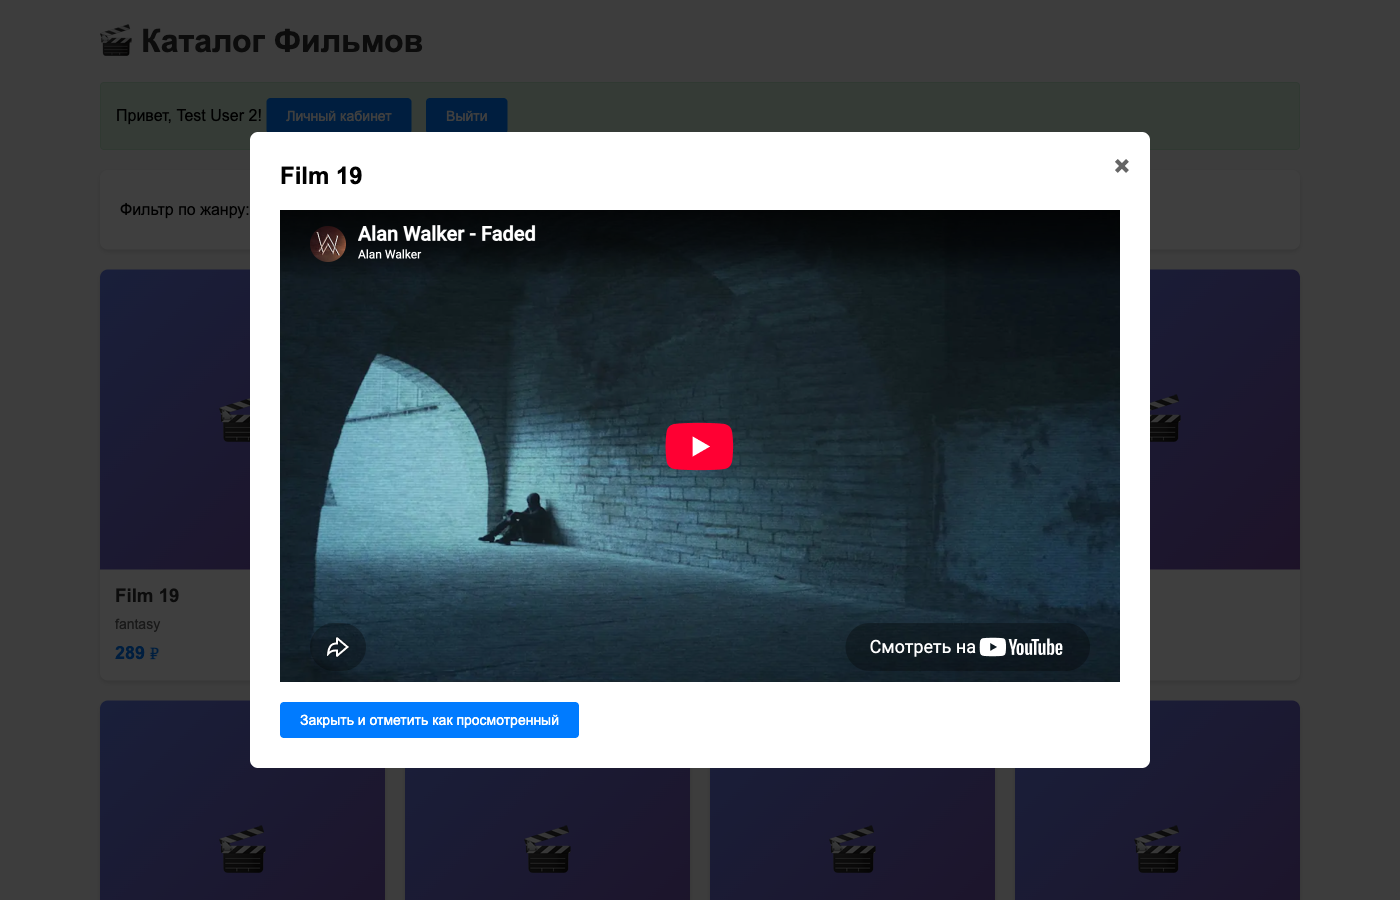 Каталог Фильмов
Привет, Test User 2! Личный кабинет Выйти
Фильтр по жанру:
Film 19
Alan Walker - Faded
Alan Walker
Смотреть на YouTube
Закрыть и отметить как просмотренный
Film 19
fantasy
289 ₽